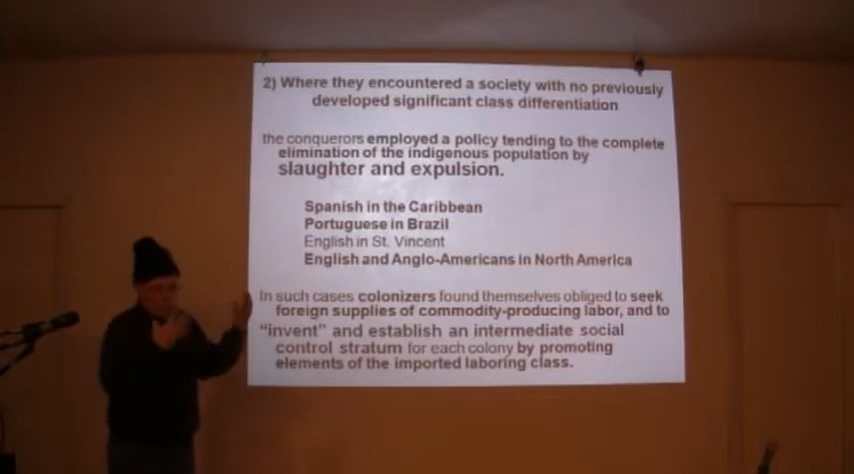 2) Where they encountered a society with no previously
developed significant class differentiation
the conquerors employed a policy tending to the complete
elimination of the indigenous population by
slaughter and expulsion.
Spanish in the Caribbean
Portuguese in Brazil
English in St. Vincent
English and Anglo-Americans in North America
In such cases colonizers found themselves obliged to seek
foreign supplies of commodity-producing labor, and to
“invent” and establish an intermediate social
control stratum for each colony by promoting
elements of the imported laboring class.